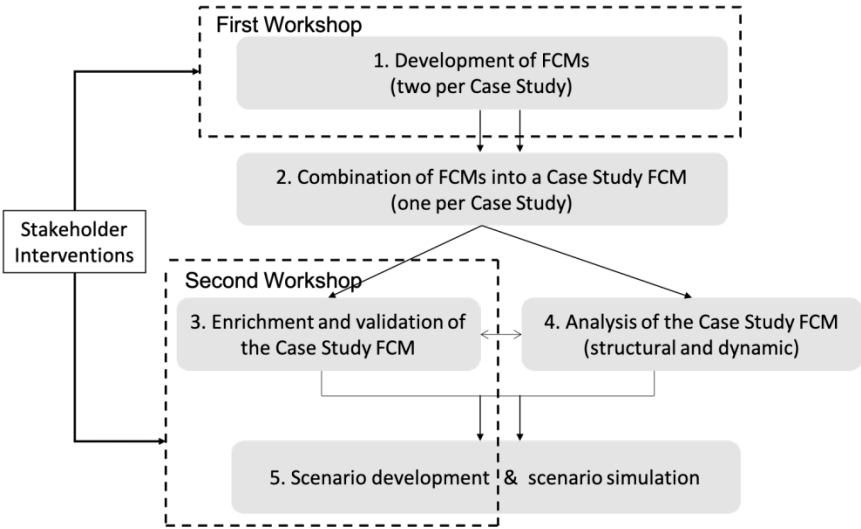 First Workshop
1. Development of FCMs
(two per Case Study)
2. Combination of FCMs into a Case Study FCM
(one per Case Study)
Stakeholder
Interventions
Second Workshop
3. Enrichment and validation of
the Case Study FCM
4. Analysis of the Case Study FCM
(structural and dynamic)
5. Scenario development & scenario simulation